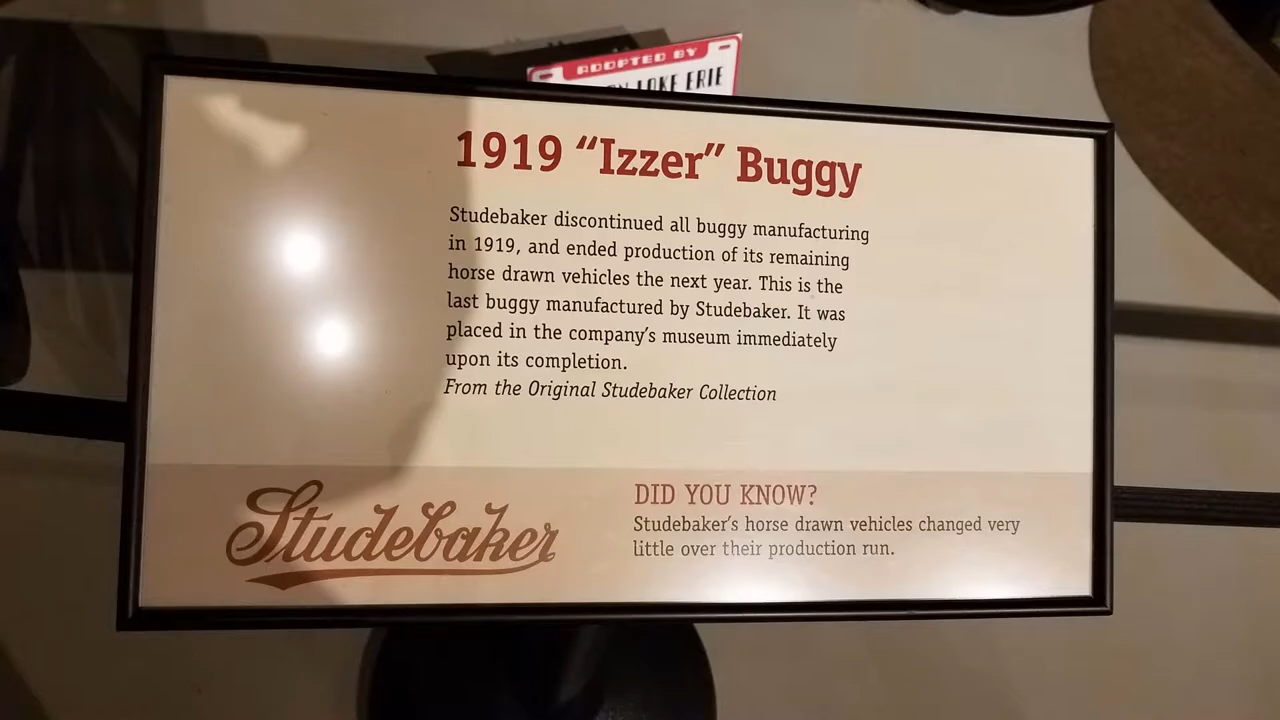 ADOPTED BY
LAKE ERIE
1919 “Izzer” Buggy
Studebaker discontinued all buggy manufacturing
in 1919, and ended production of its remaining
horse drawn vehicles the next year. This is the
last buggy manufactured by Studebaker. It was
placed in the company’s museum immediately
upon its completion.
From the Original Studebaker Collection
Studebaker
DID YOU KNOW?
Studebaker’s horse drawn vehicles changed very
little over their production run.